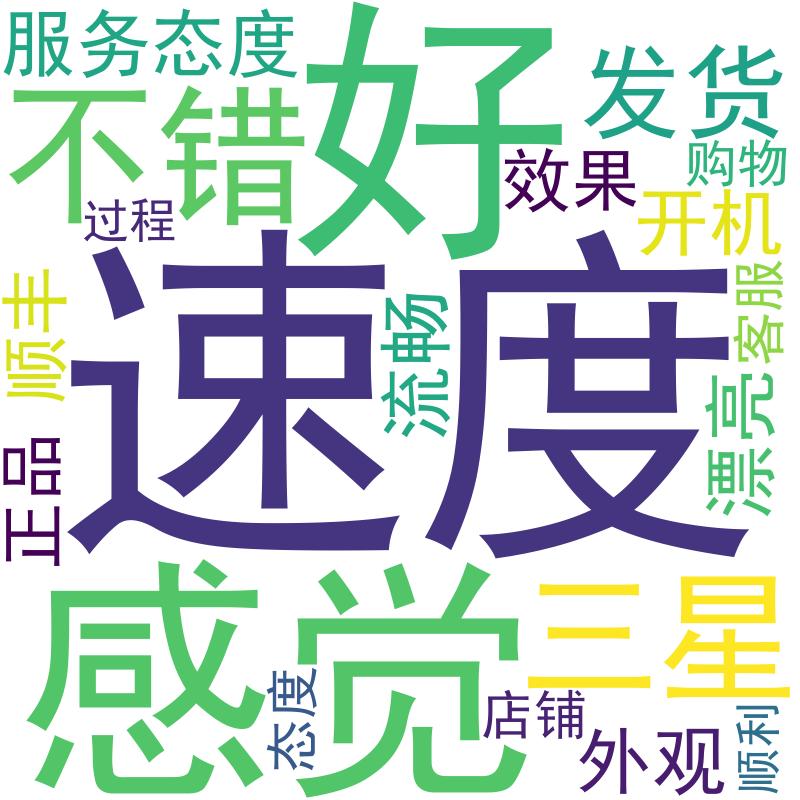 服务态度
好
发货
不错
效果
购物
过程
开机
速度
顺丰
流畅
客服
漂亮
正品
感觉
三星
态度
店铺
外观
顺利